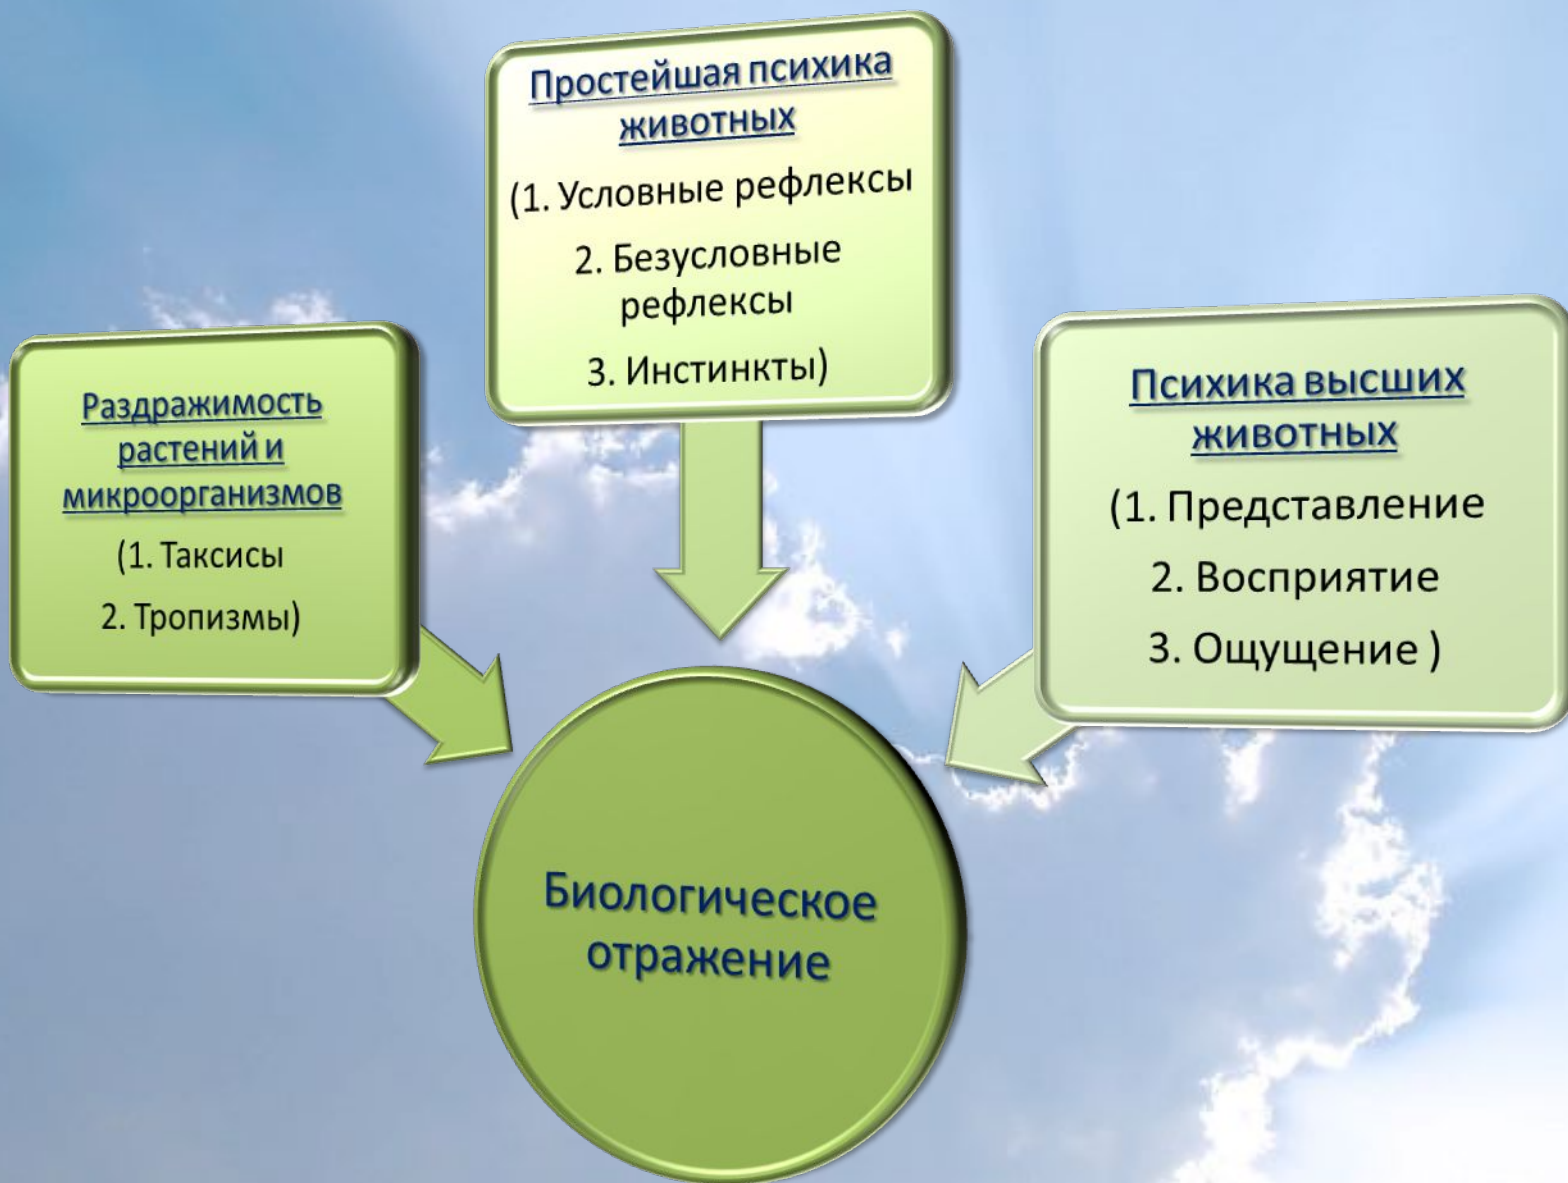 Простейшая психика
животных
(1. Условные рефлексы
2. Безусловные
рефлексы
3. Инстинкты)
Раздражимость
растений и
микроорганизмов
(1. Таксисы
2. Тропизмы)
Психика высших
животных
(1. Представление
2. Восприятие
3. Ощущение )
Биологическое
отражение